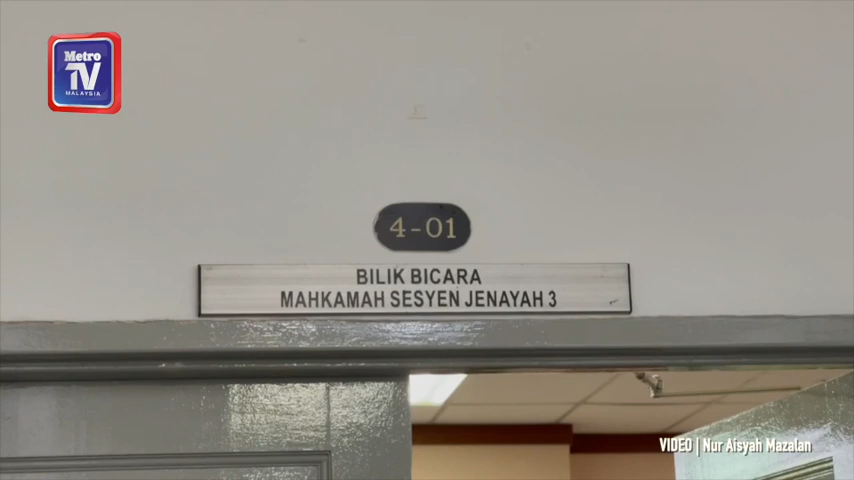 Metro
TV
MALAYSIA
4-01
BILIK BICARA
MAHKAMAH SESYEN JENAYAH 3
VIDEO | Nur Aisyah Mazalan